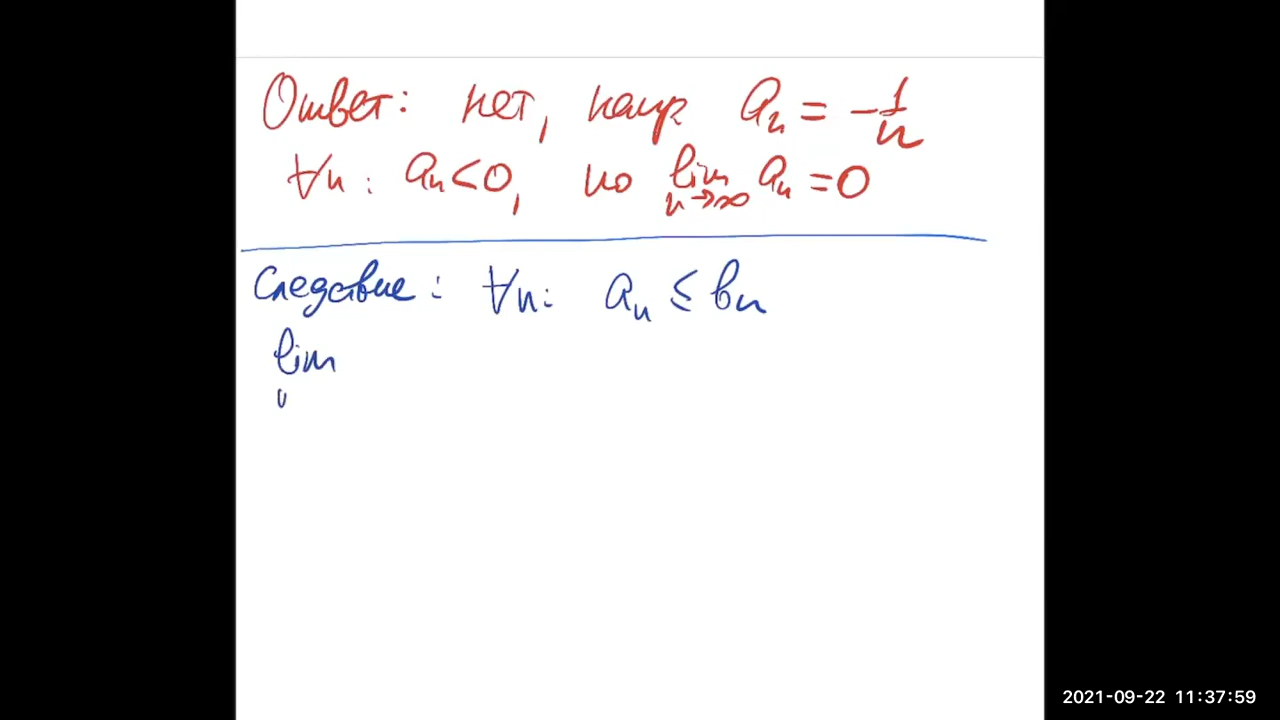 Ответ: нет, напр aₙ = -1/n
∀n: aₙ<0, но lim n→∞ aₙ =0
Следствие: ∀n: aₙ ≤ bₙ
lim
2021-09-22 11:37:59